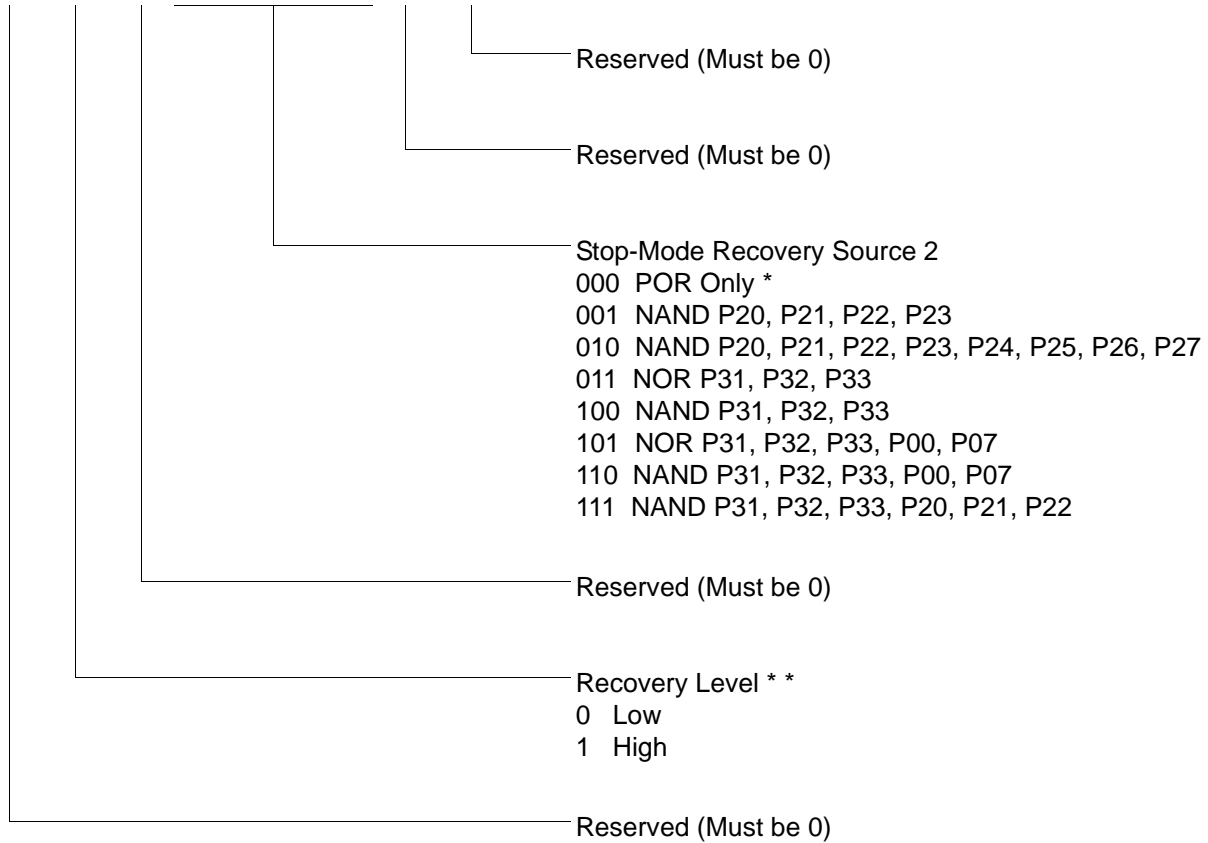 Reserved (Must be 0)
Reserved (Must be 0)
Stop-Mode Recovery Source 2
000 POR Only *
001 NAND P20, P21, P22, P23
010 NAND P20, P21, P22, P23, P24, P25, P26, P27
011 NOR P31, P32, P33
100 NAND P31, P32, P33
101 NOR P31, P32, P33, P00, P07
110 NAND P31, P32, P33, P00, P07
111 NAND P31, P32, P33, P20, P21, P22
Reserved (Must be 0)
Recovery Level * *
0 Low
1 High
Reserved (Must be 0)